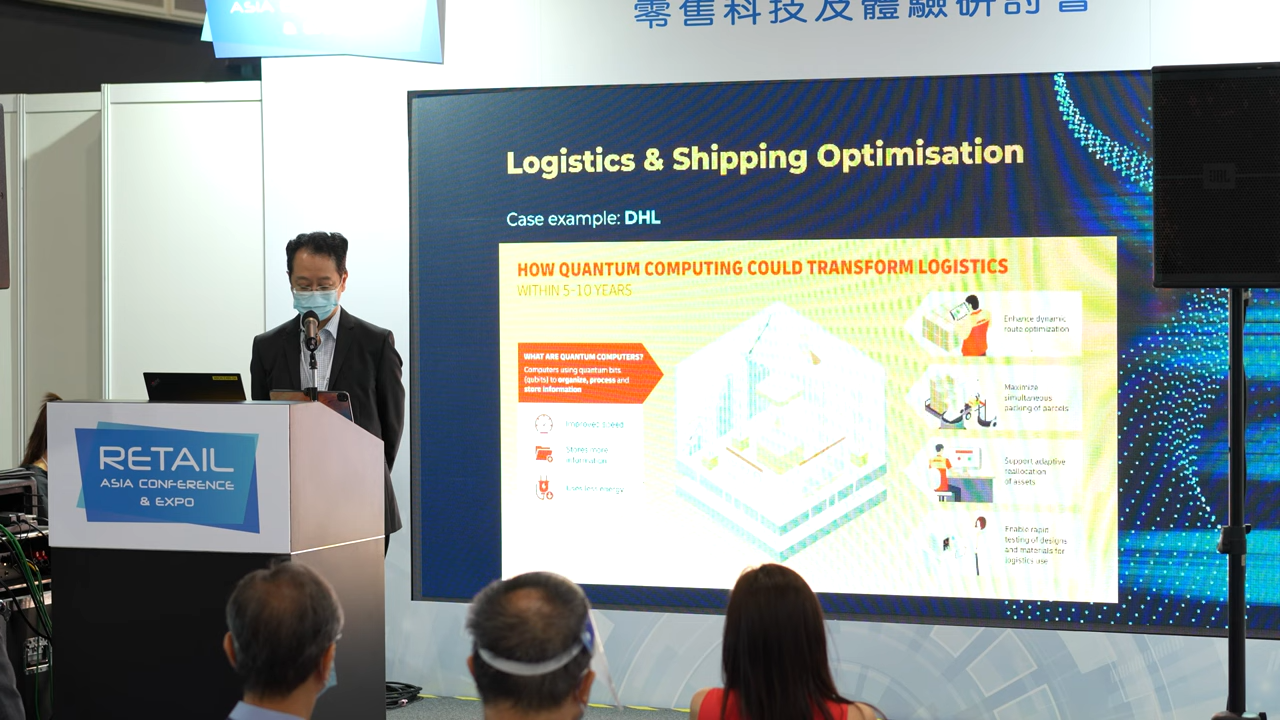 ASIA
零售科技及體驗研討會
Logistics & Shipping Optimisation
Case example: DHL
HOW QUANTUM COMPUTING COULD TRANSFORM LOGISTICS
WITHIN 5-10 YEARS
WHAT ARE QUANTUM COMPUTERS?
Computers using quantum bits
(qubits) to organize, process and
store information
Improved speed
Stores more
information
Uses less energy
Enhance dynamic
route optimization
Maximize
simultaneous
packing of parcels
Support adaptive
reallocation
of assets
Enable rapid
testing of designs
and materials for
logistics use
JBL
RETAIL
ASIA CONFERENCE
& EXPO